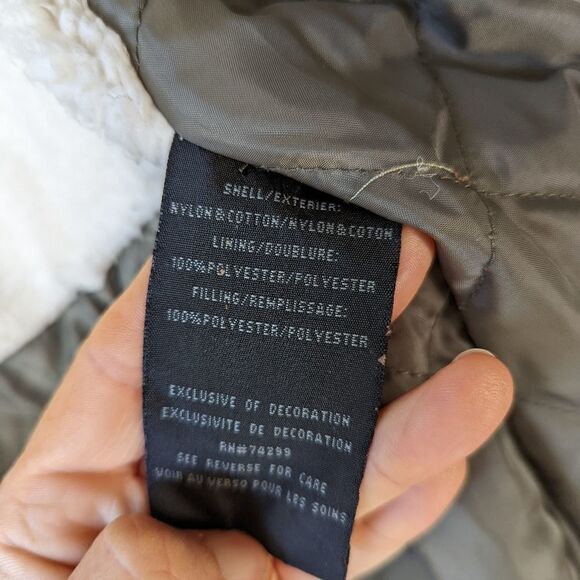 SHELL/EXTERIER:
NYLON&COTTON/NYLON&COTON
LINING/DOUBLURE:
100%POLYESTER/POLYESTER
FILLING/REMPLISSAGE:
100%POLYESTER/POLYESTER
EXCLUSIVE OF DECORATION
EXCLUSIVITE DE DECORATION
RN#74299
SEE REVERSE FOR CARE
VOIR AU VERSO POUR LES SOINS